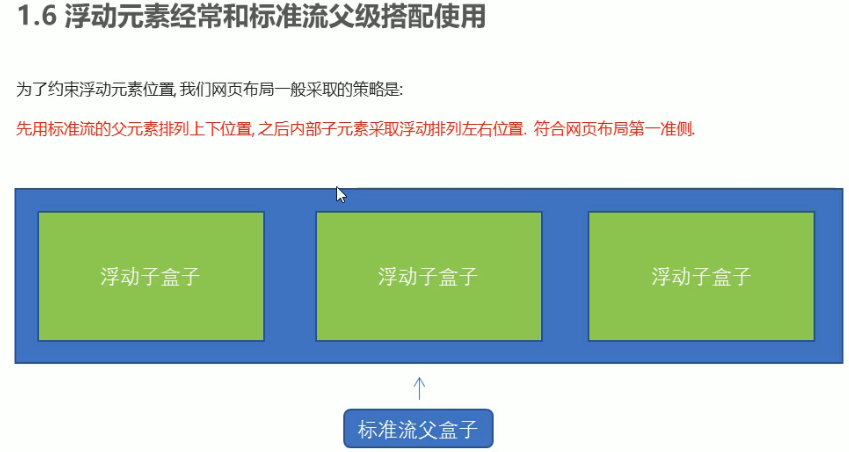 1.6 浮动元素经常和标准流父级搭配使用
为了约束浮动元素位置,我们网页布局一般采取的策略是:
先用标准流的父元素排列上下位置,之后内部子元素采取浮动排列左右位置. 符合网页布局第一准侧.
浮动子盒子
浮动子盒子
浮动子盒子
标准流父盒子